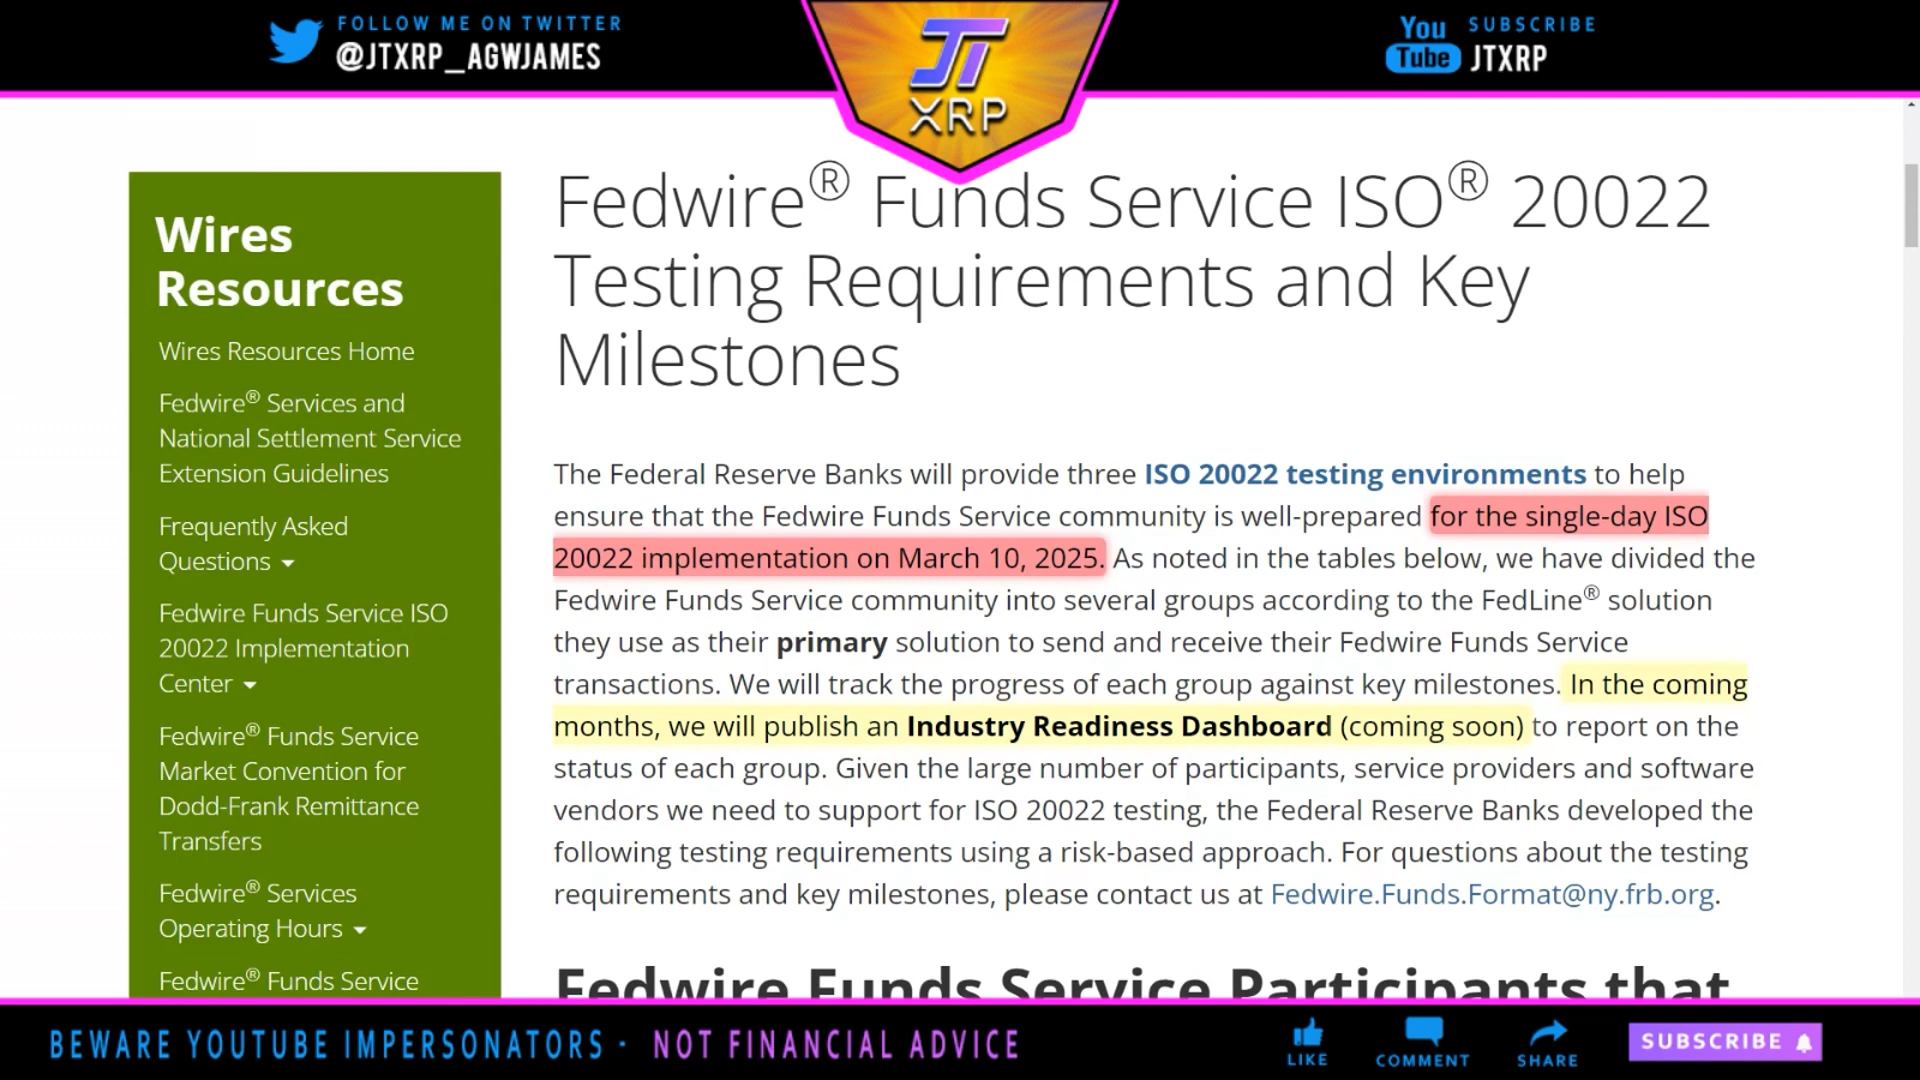 FOLLOW ME ON TWITTER
@JTXRP_AGWJAMES
JT
XRP
You
Tube
SUBSCRIBE
JTXRP
Wires
Resources
Wires Resources Home
Fedwire® Services and
National Settlement Service
Extension Guidelines
Frequently Asked
Questions
Fedwire Funds Service ISO
20022 Implementation
Center
Fedwire® Funds Service
Market Convention for
Dodd-Frank Remittance
Transfers
Fedwire® Services
Operating Hours
Fedwire® Funds Service
Fedwire® Funds Service ISO® 20022
Testing Requirements and Key
Milestones
The Federal Reserve Banks will provide three ISO 20022 testing environments to help
ensure that the Fedwire Funds Service community is well-prepared for the single-day ISO
20022 implementation on March 10, 2025. As noted in the tables below, we have divided the
Fedwire Funds Service community into several groups according to the FedLine® solution
they use as their primary solution to send and receive their Fedwire Funds Service
transactions. We will track the progress of each group against key milestones. In the coming
months, we will publish an Industry Readiness Dashboard (coming soon) to report on the
status of each group. Given the large number of participants, service providers and software
vendors we need to support for ISO 20022 testing, the Federal Reserve Banks developed the
following testing requirements using a risk-based approach. For questions about the testing
requirements and key milestones, please contact us at Fedwire.Funds.Format@ny.frb.org.
Fedwire Funds Service Participants that
BEWARE YOUTUBE IMPERSONATORS · NOT FINANCIAL ADVICE
LIKE
COMMENT
SHARE
SUBSCRIBE